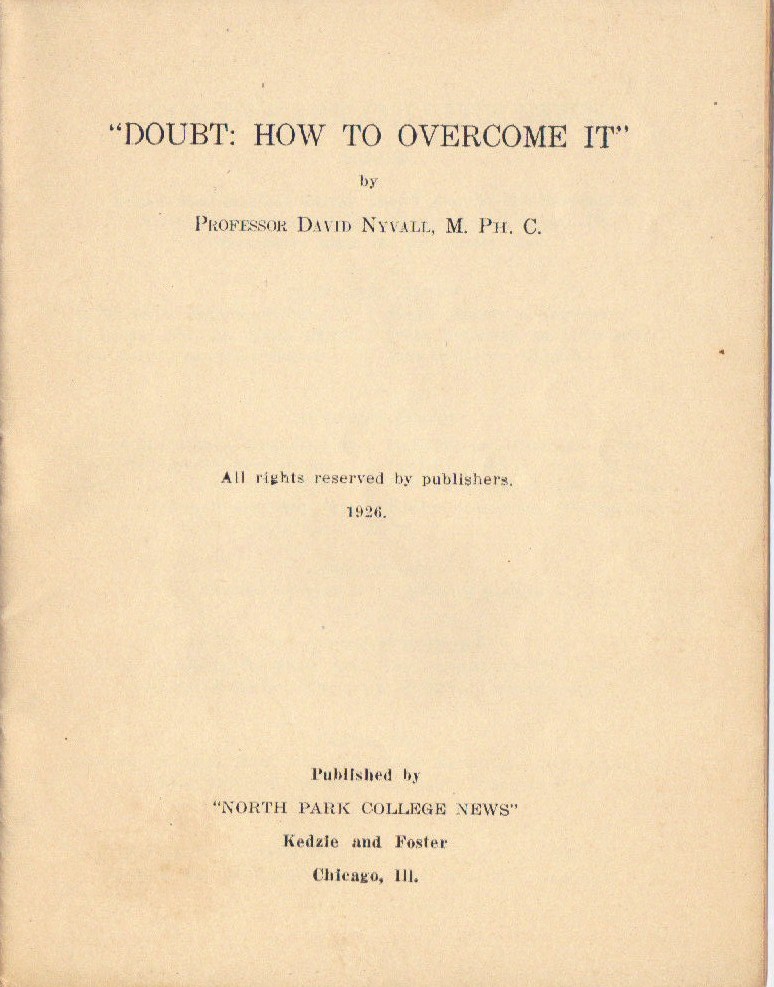 "DOUBT: HOW TO OVERCOME IT"
by
PROFESSOR DAVID NYVALL, M. PH. C.
All rights reserved by publishers.
1926.
Published by
"NORTH PARK COLLEGE NEWS"
Kedzie and Foster
Chicago, Ill.